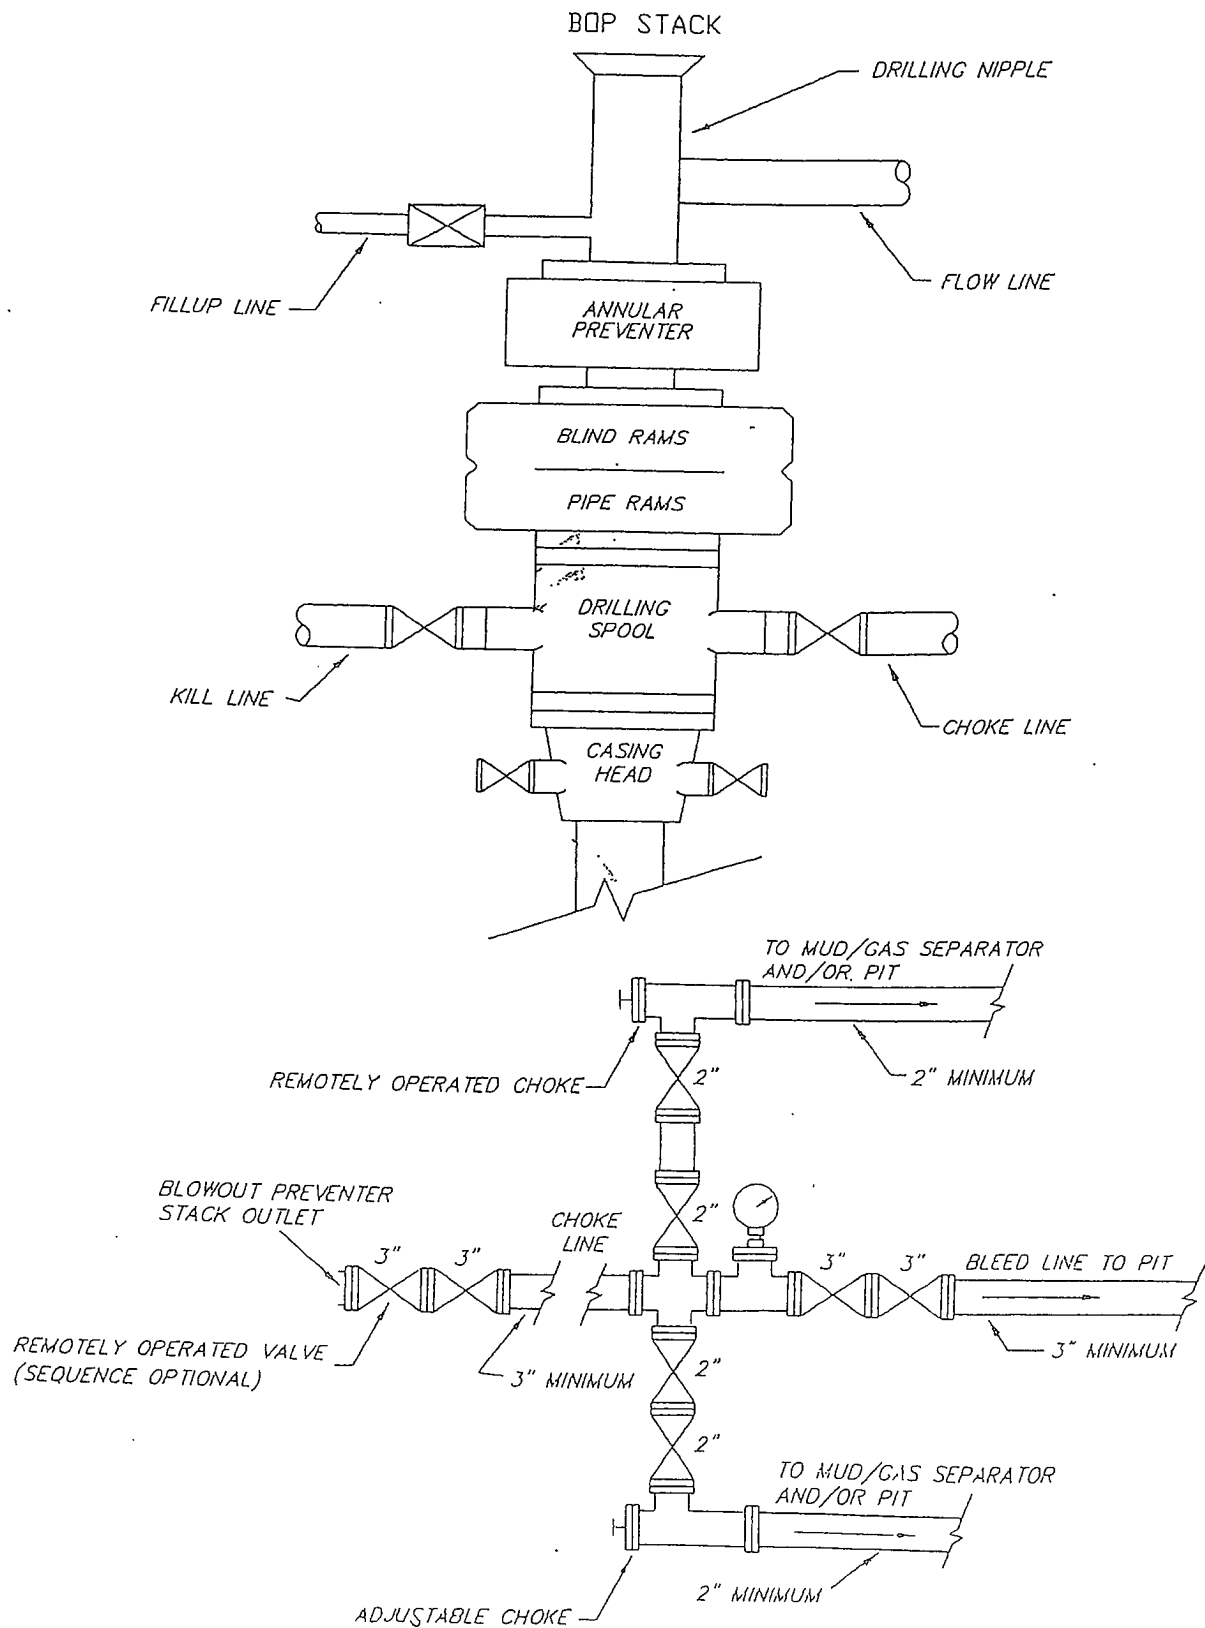 BOP STACK
DRILLING NIPPLE
FLOW LINE
FILLUP LINE
ANNULAR
PREVENTER
BLIND RAMS
PIPE RAMS
DRILLING
SPOOL
KILL LINE
CHOKE LINE
CASING
HEAD
TO MUD/GAS SEPARATOR
AND/OR PIT
REMOTELY OPERATED CHOKE
2"
2" MINIMUM
BLOWOUT PREVENTER
STACK OUTLET
2"
CHOKE
LINE
3"
3"
3"
3"
BLEED LINE TO PIT
REMOTELY OPERATED VALVE
(SEQUENCE OPTIONAL)
3" MINIMUM
2"
3" MINIMUM
2"
TO MUD/GAS SEPARATOR
AND/OR PIT
2" MINIMUM
ADJUSTABLE CHOKE